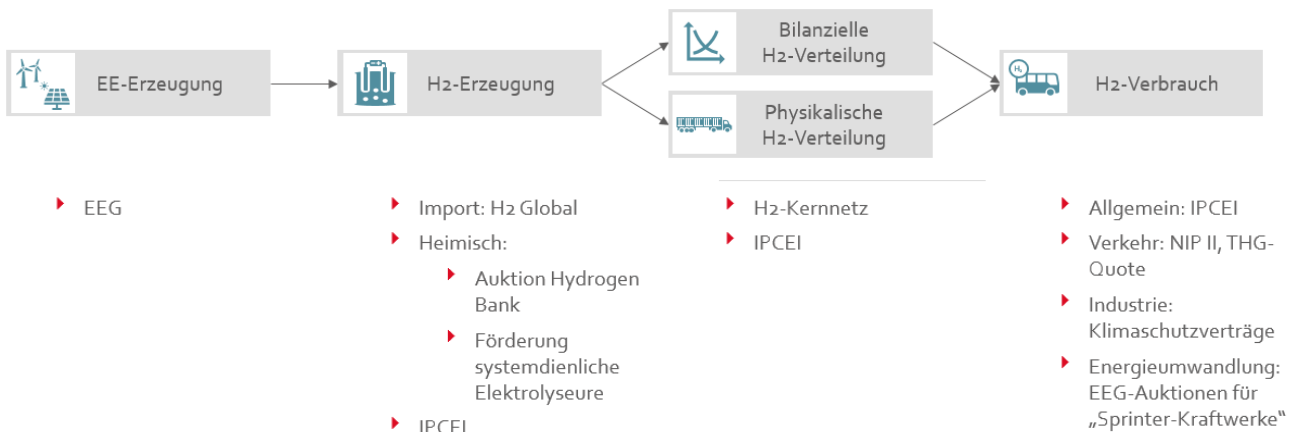 EE-Erzeugung
H2-Erzeugung
Bilanzielle
H2-Verteilung
Physikalische
H2-Verteilung
H2
H2-Verbrauch
EEG
Import: H2 Global
Heimisch:
Auktion Hydrogen
Bank
Förderung
systemdienliche
Elektrolyseure
IPCEI
H2-Kernnetz
IPCEI
Allgemein: IPCEI
Verkehr: NIP II, THG-
Quote
Industrie:
Klimaschutzverträge
Energieumwandlung:
EEG-Auktionen für
„Sprinter-Kraftwerke“